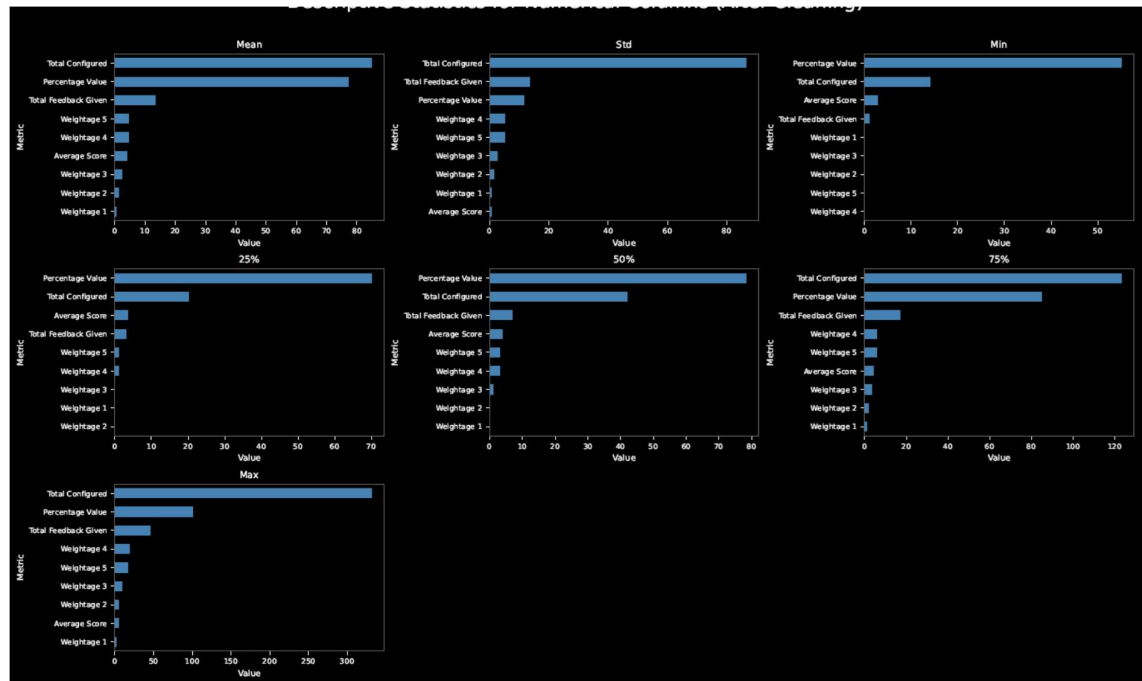 Descriptive Statistics for Numerical Columns (After Cleaning)
Mean
Metric
Total Configured
Percentage Value
Total Feedback Given
Weightage 5
Weightage 4
Average Score
Weightage 3
Weightage 2
Weightage 1
0 10 20 30 40 50 60 70 80
Value
Std
Metric
Total Configured
Total Feedback Given
Percentage Value
Weightage 4
Weightage 5
Weightage 3
Weightage 2
Weightage 1
Average Score
0 20 40 60 80
Value
Min
Metric
Percentage Value
Total Configured
Average Score
Total Feedback Given
Weightage 1
Weightage 3
Weightage 2
Weightage 5
Weightage 4
0 10 20 30 40 50
Value
25%
Metric
Percentage Value
Total Configured
Average Score
Total Feedback Given
Weightage 5
Weightage 4
Weightage 3
Weightage 1
Weightage 2
0 10 20 30 40 50 60 70
Value
50%
Metric
Percentage Value
Total Configured
Total Feedback Given
Average Score
Weightage 5
Weightage 4
Weightage 3
Weightage 2
Weightage 1
0 10 20 30 40 50 60 70 80
Value
75%
Metric
Total Configured
Percentage Value
Total Feedback Given
Weightage 4
Weightage 5
Average Score
Weightage 3
Weightage 2
Weightage 1
0 20 40 60 80 100 120
Value
Max
Metric
Total Configured
Percentage Value
Total Feedback Given
Weightage 4
Weightage 5
Weightage 3
Weightage 2
Average Score
Weightage 1
0 50 100 150 200 250 300
Value